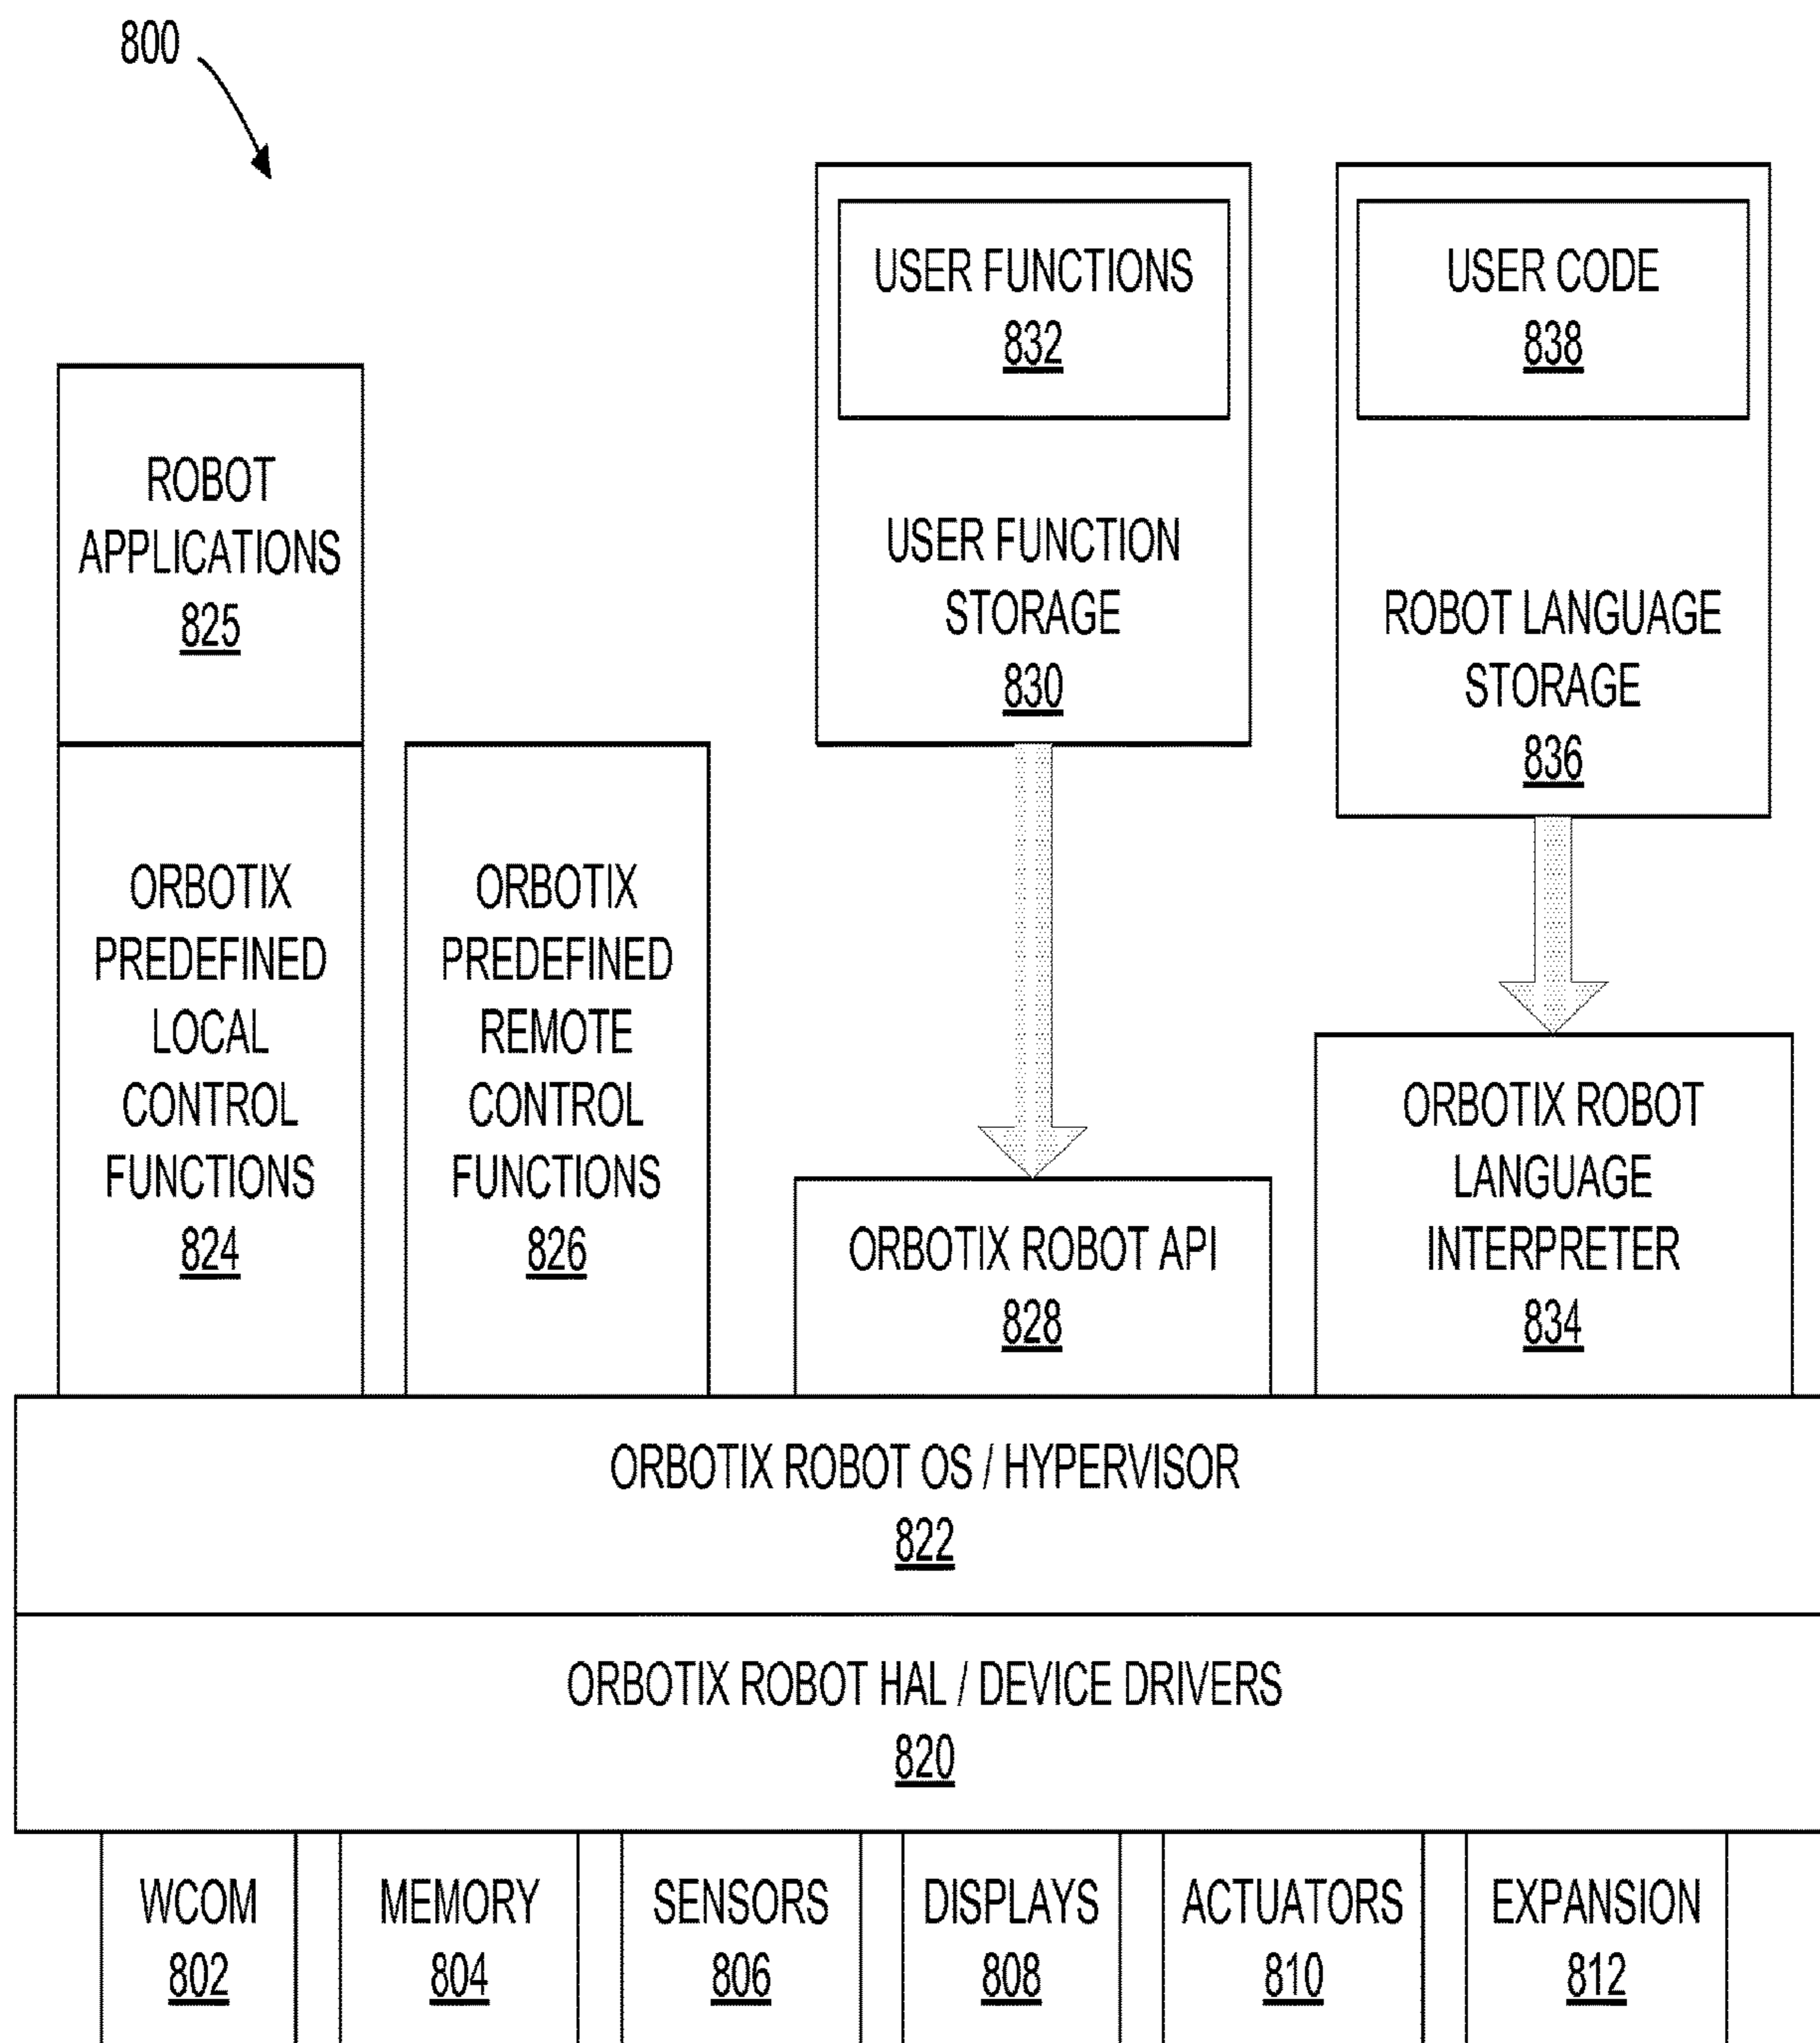 800
USER FUNCTIONS
832
USER FUNCTION
STORAGE
830
USER CODE
838
ROBOT LANGUAGE
STORAGE
836
ROBOT
APPLICATIONS
825
ORBOTIX
PREDEFINED
LOCAL
CONTROL
FUNCTIONS
824
ORBOTIX
PREDEFINED
REMOTE
CONTROL
FUNCTIONS
826
ORBOTIX ROBOT API
828
ORBOTIX ROBOT
LANGUAGE
INTERPRETER
834
ORBOTIX ROBOT OS / HYPERVISOR
822
ORBOTIX ROBOT HAL / DEVICE DRIVERS
820
WCOM
802
MEMORY
804
SENSORS
806
DISPLAYS
808
ACTUATORS
810
EXPANSION
812